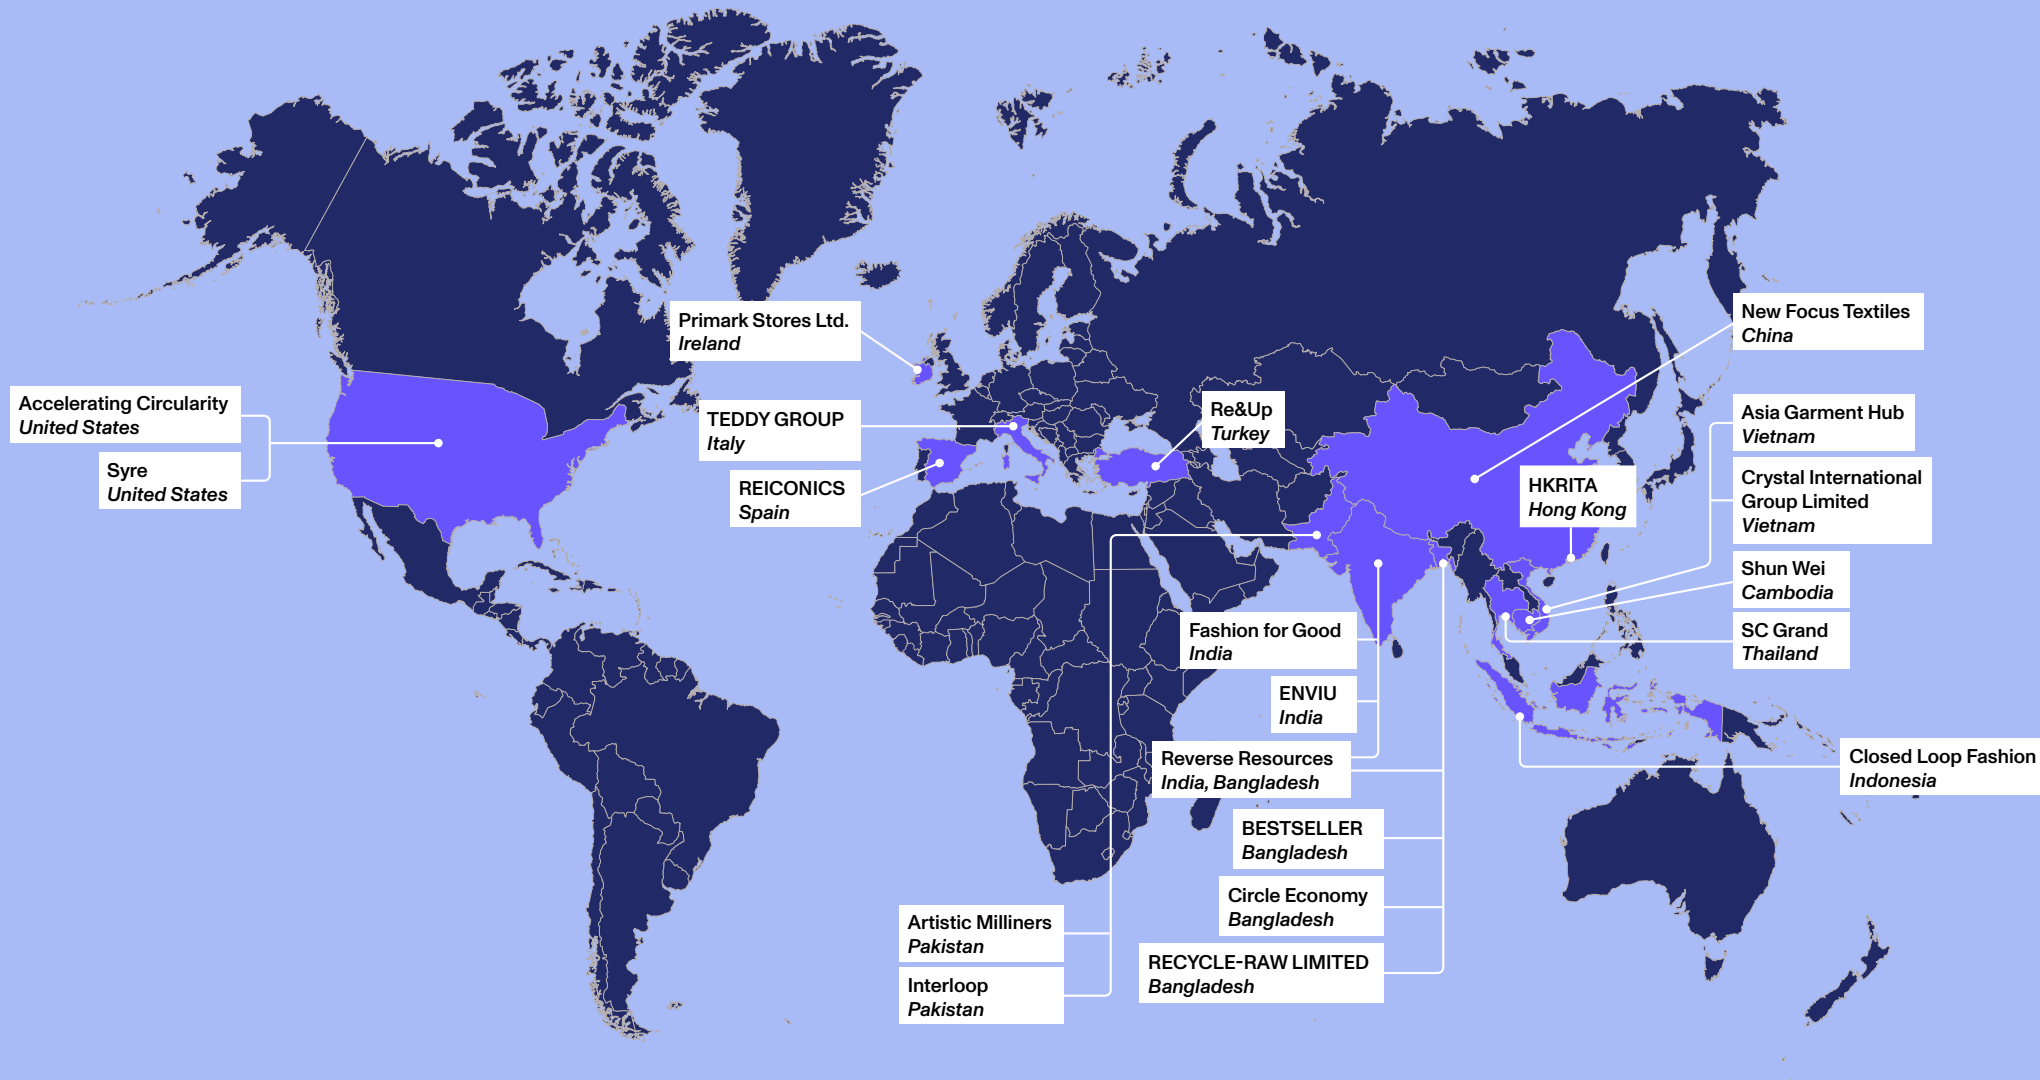 Primark Stores Ltd.
Ireland
New Focus Textiles
China
Accelerating Circularity
United States
Syre
United States
TEDDY GROUP
Italy
REICONICS
Spain
Re&Up
Turkey
HKRITA
Hong Kong
Asia Garment Hub
Vietnam
Crystal International
Group Limited
Vietnam
Shun Wei
Cambodia
SC Grand
Thailand
Fashion for Good
India
ENVIU
India
Reverse Resources
India, Bangladesh
Closed Loop Fashion
Indonesia
BESTSELLER
Bangladesh
Circle Economy
Bangladesh
RECYCLE-RAW LIMITED
Bangladesh
Artistic Milliners
Pakistan
Interloop
Pakistan